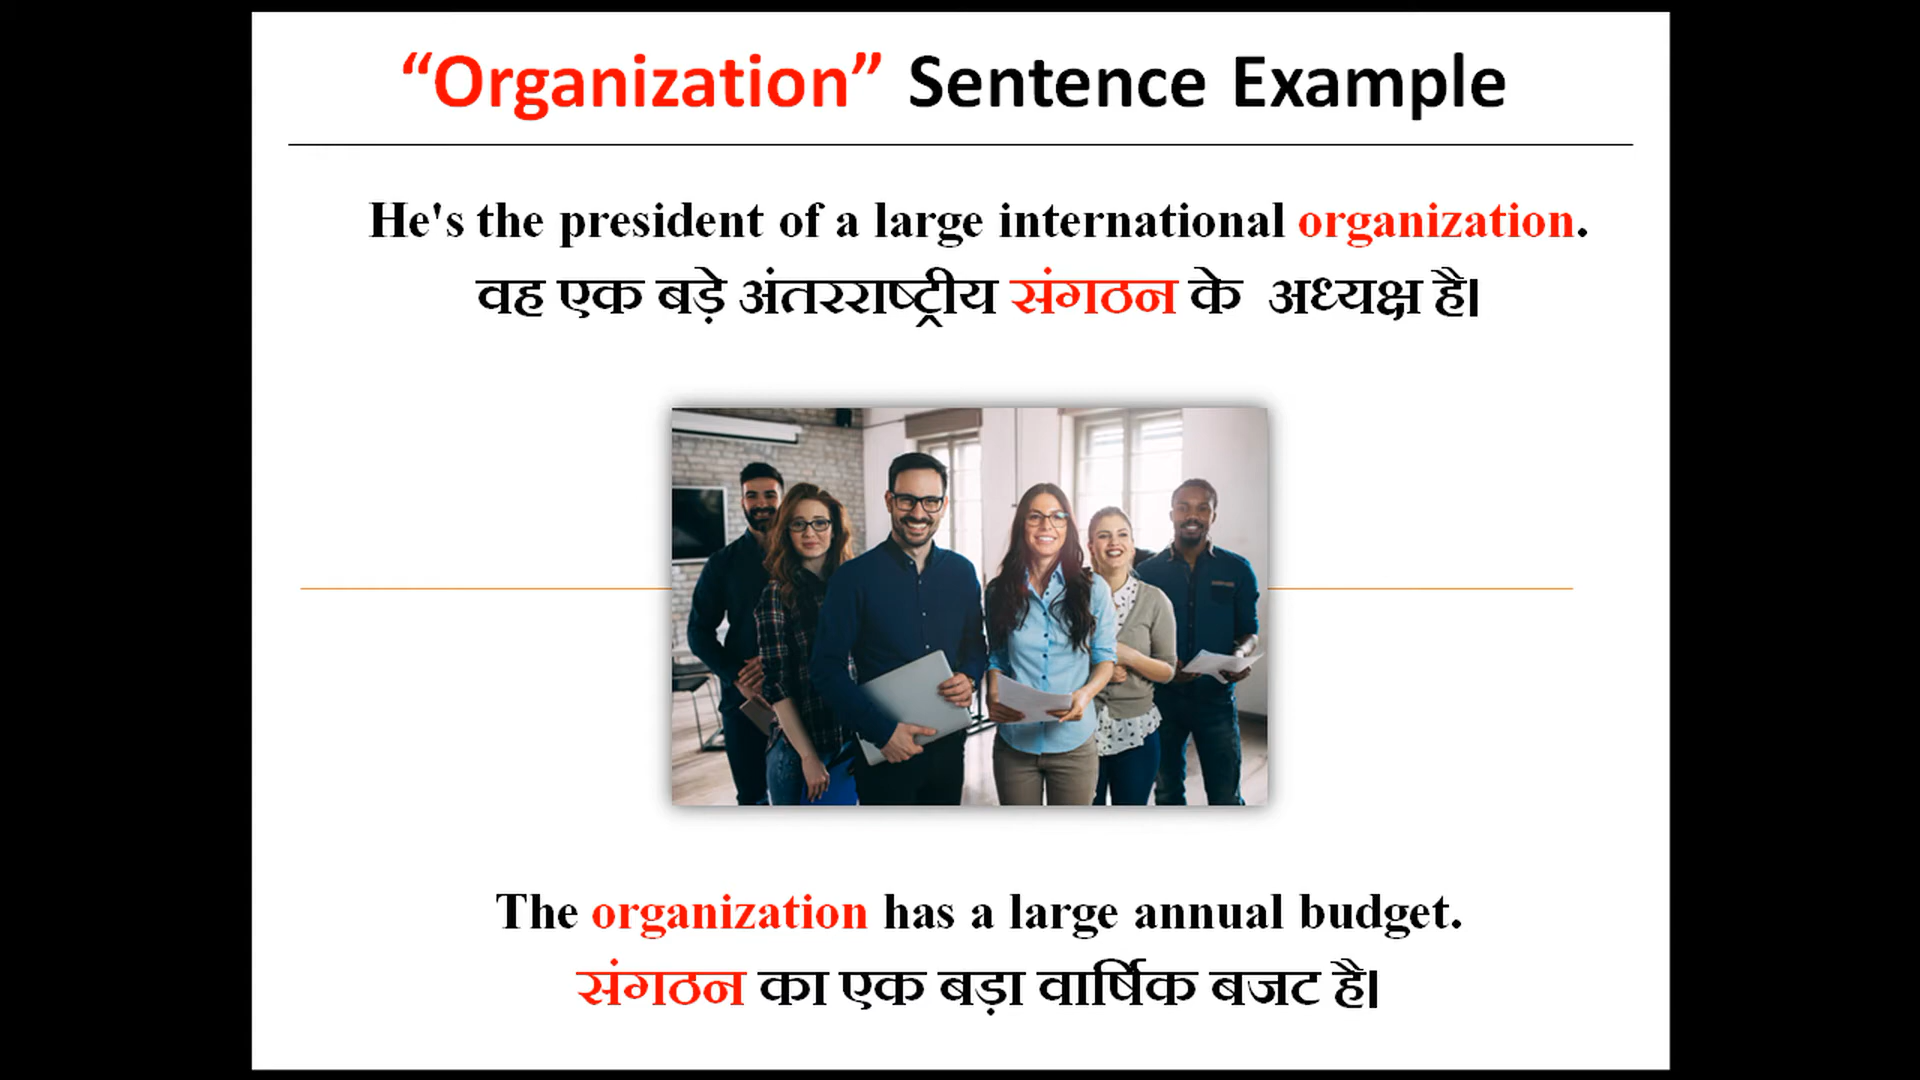 “Organization” Sentence Example
He's the president of a large international organization.
वह एक बड़े अंतरराष्ट्रीय संगठन के अध्यक्ष है।
The organization has a large annual budget.
संगठन का एक बड़ा वार्षिक बजट है।